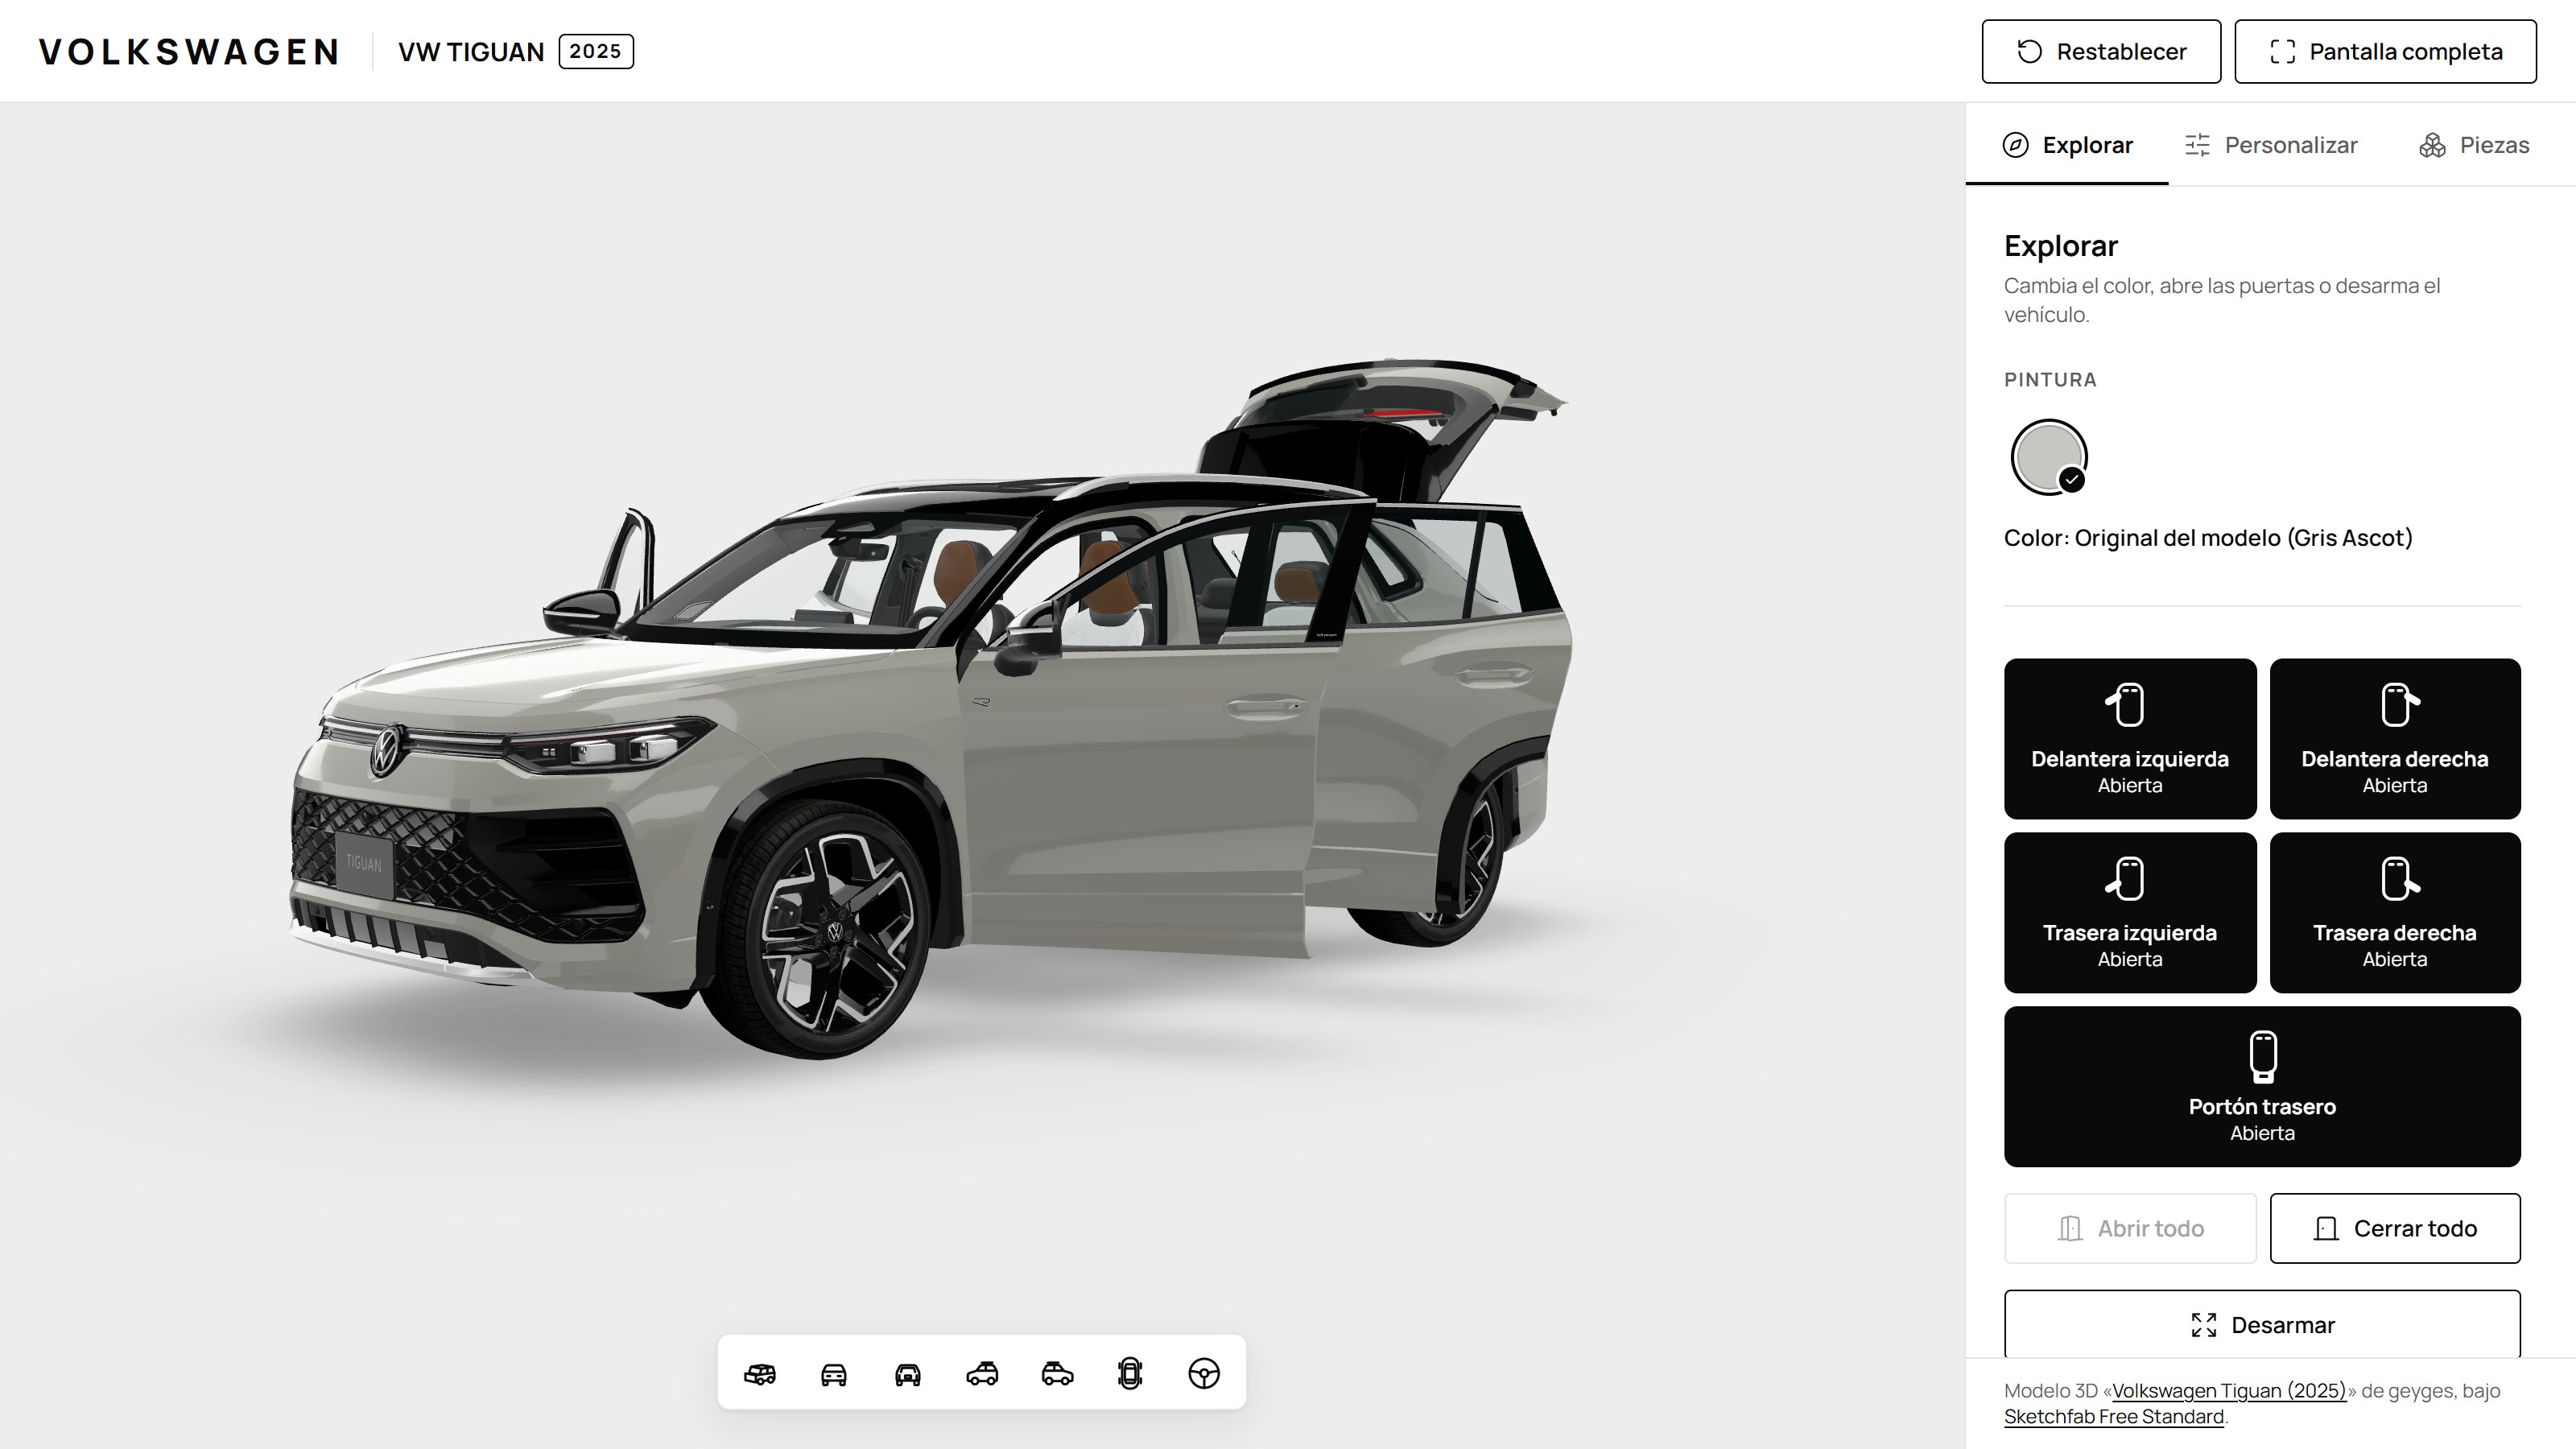 VOLKSWAGEN
VW TIGUAN
2025
Restablecer
Pantalla completa
Explorar
Personalizar
Piezas
Explorar
Cambia el color, abre las puertas o desarma el
vehículo.
PINTURA
Color: Original del modelo (Gris Ascot)
Delantera izquierda
Abierta
Delantera derecha
Abierta
Trasera izquierda
Abierta
Trasera derecha
Abierta
Portón trasero
Abierta
Abrir todo
Cerrar todo
Desarmar
Modelo 3D «Volkswagen Tiguan (2025)» de geyges, bajo
Sketchfab Free Standard.
TIGUAN